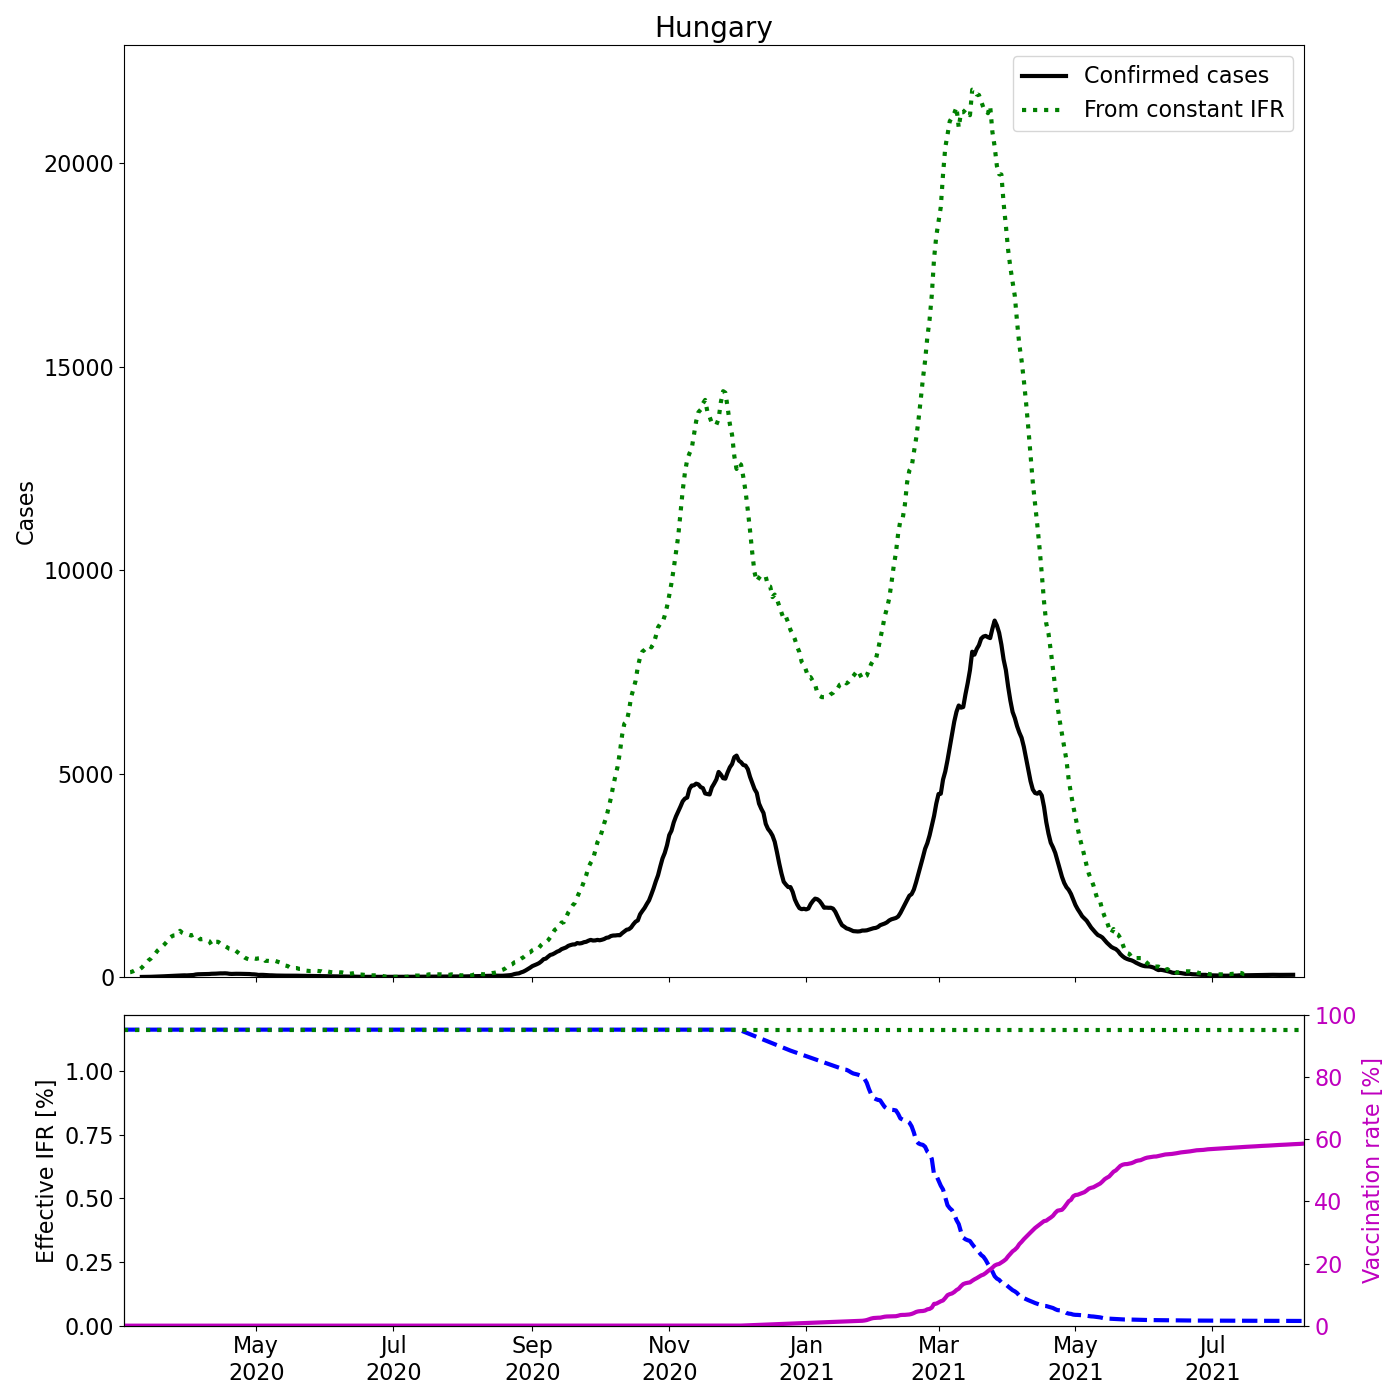 Hungary
Confirmed cases
From constant IFR
Cases
20000
15000
10000
5000
0
Effective IFR [%]
1.00
0.75
0.50
0.25
0.00
Vaccination rate [%]
100
80
60
40
20
0
May Jul Sep Nov Jan Mar May Jul
2020 2020 2020 2020 2021 2021 2021 2021